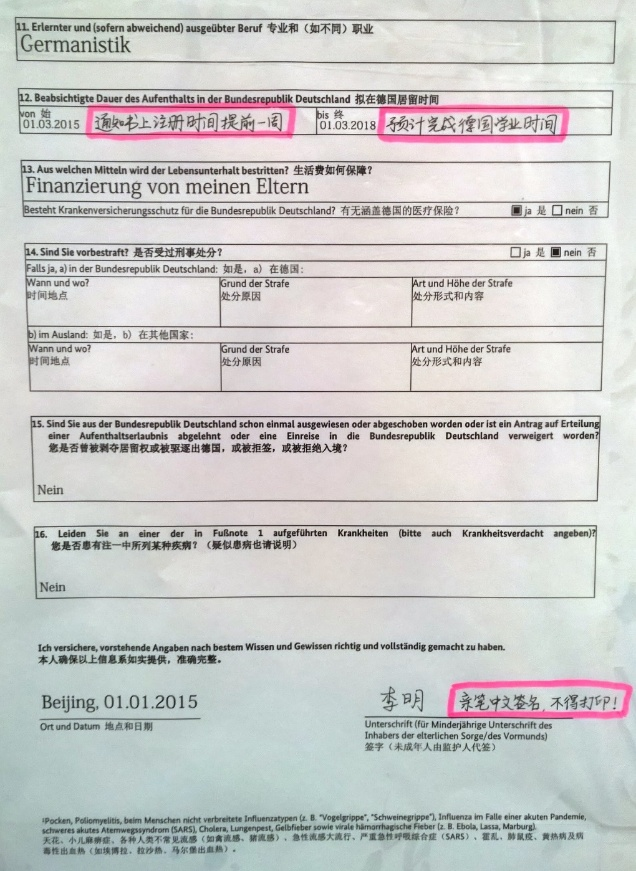 11. Erlernter und (sofern abweichend) ausgeübter Beruf 专业和（如不同）职业
Germanistik
12. Beabsichtigte Dauer des Aufenthalts in der Bundesrepublik Deutschland 拟在德国居留时间
von 始
01.03.2015
通知书上注册时间提前一周
bis 终
01.03.2018
预计完成德国学业时间
13. Aus welchen Mitteln wird der Lebensunterhalt bestritten? 生活费如何保障？
Finanzierung von meinen Eltern
Besteht Krankenversicherungsschutz für die Bundesrepublik Deutschland? 有无涵盖德国的医疗保险？ ja 是 nein 否
14. Sind Sie vorbestraft? 是否受过刑事处分？ ja 是 nein 否
Falls ja, a) in der Bundesrepublik Deutschland: 如是，a）在德国：
Wann und wo?
时间地点
Grund der Strafe
处分原因
Art und Höhe der Strafe
处分形式和内容
b) im Ausland: 如是，b）在其他国家：
Wann und wo?
时间地点
Grund der Strafe
处分原因
Art und Höhe der Strafe
处分形式和内容
15. Sind Sie aus der Bundesrepublik Deutschland schon einmal ausgewiesen oder abgeschoben worden oder ist ein Antrag auf Erteilung
einer Aufenthaltserlaubnis abgelehnt oder eine Einreise in die Bundesrepublik Deutschland verweigert worden?
您是否曾被剥夺居留权或被驱逐出德国，或被拒签，或被拒绝入境？
Nein
16. Leiden Sie an einer der in Fußnote 1 aufgeführten Krankheiten (bitte auch Krankheitsverdacht angeben)?
您是否患有注一中所列某种疾病？（疑似患病也请说明）
Nein
Ich versichere, vorstehende Angaben nach bestem Wissen und Gewissen richtig und vollständig gemacht zu haben.
本人确保以上信息系如实提供，准确完整。
Beijing, 01.01.2015
Ort und Datum 地点和日期
李明
亲笔中文签名，不得打印！
Unterschrift (für Minderjährige Unterschrift des
Inhabers der elterlichen Sorge/des Vormunds)
签字（未成年人由监护人代签）
¹Pocken, Poliomyelitis, beim Menschen nicht verbreitete Influenzatypen (z. B. "Vogelgrippe", "Schweinegrippe"), Influenza im Falle einer akuten Pandemie,
schweres akutes Atemwegssyndrom (SARS), Cholera, Lungenpest, Gelbfieber sowie virale hämorrhagische Fieber (z. B. Ebola, Lassa, Marburg).
天花、小儿麻痹症、各种人类不常见流感（如禽流感、猪流感）、急性流感大流行、严重急性呼吸综合症（SARS）、霍乱、肺鼠疫、黄热病及病
毒性出血热（如埃博拉、拉沙热、马尔堡出血热）。